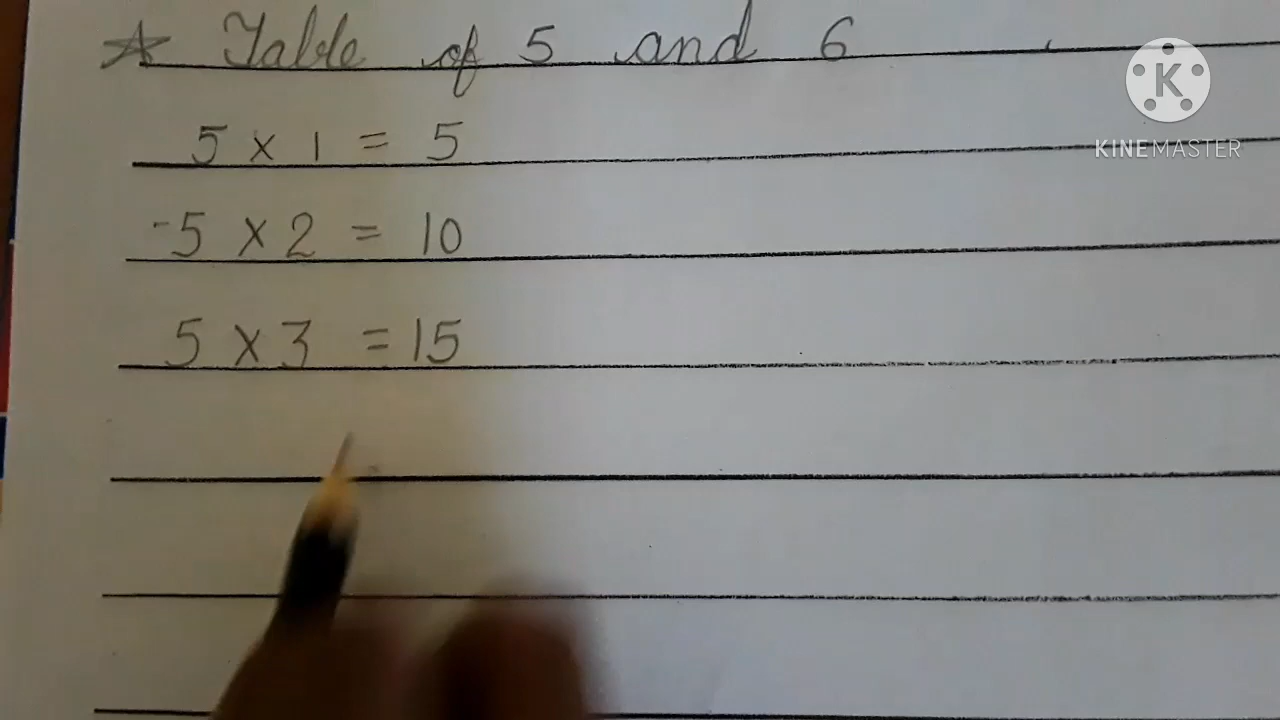 ☆ Table of 5 and 6
5 × 1 = 5
-5 × 2 = 10
5 × 3 = 15
K
KINEMASTER